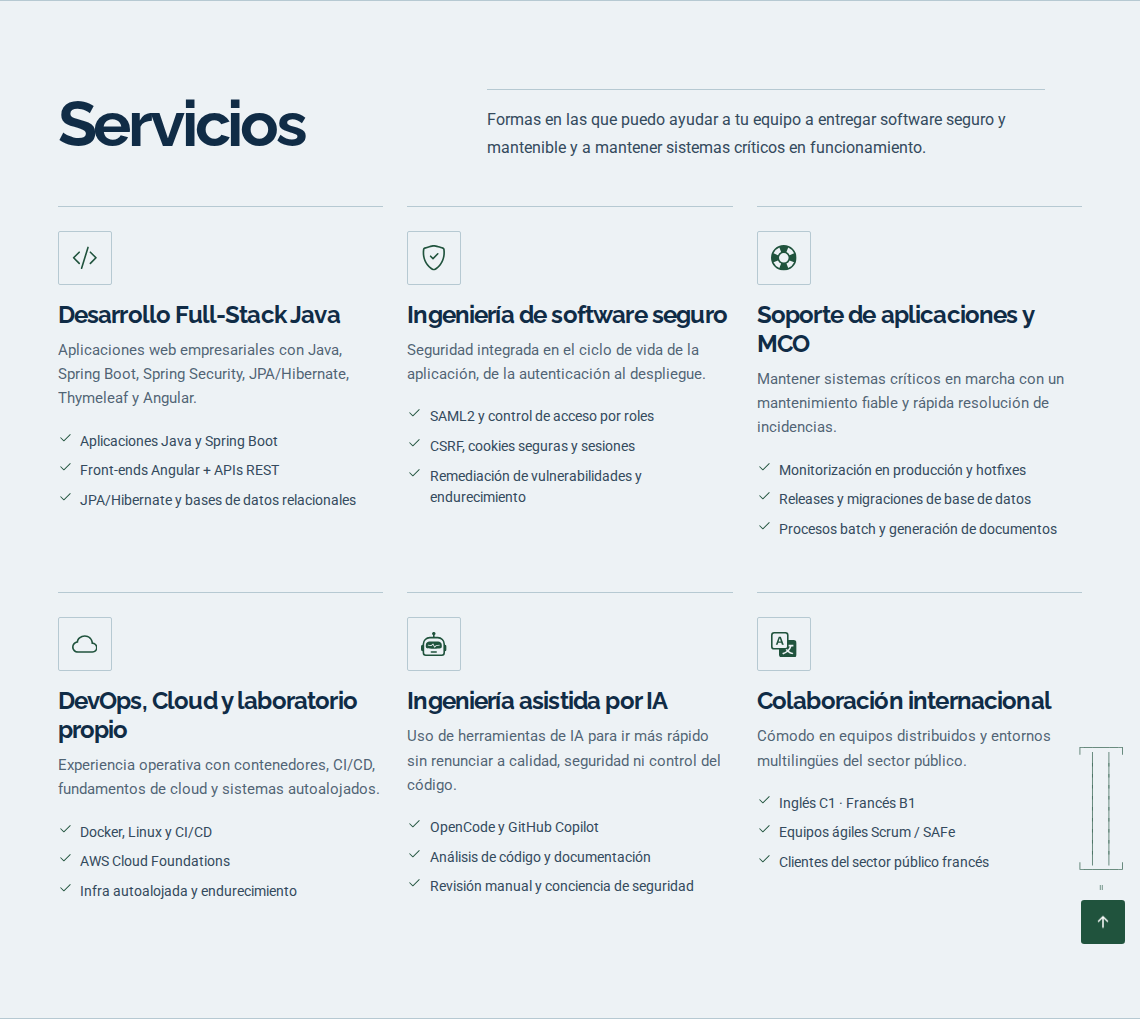 Servicios
Formas en las que puedo ayudar a tu equipo a entregar software seguro y
mantenible y a mantener sistemas críticos en funcionamiento.
Desarrollo Full-Stack Java
Aplicaciones web empresariales con Java,
Spring Boot, Spring Security, JPA/Hibernate,
Thymeleaf y Angular.
Aplicaciones Java y Spring Boot
Front-ends Angular + APIs REST
JPA/Hibernate y bases de datos relacionales
Ingeniería de software seguro
Seguridad integrada en el ciclo de vida de la
aplicación, de la autenticación al despliegue.
SAML2 y control de acceso por roles
CSRF, cookies seguras y sesiones
Remediación de vulnerabilidades y
endurecimiento
Soporte de aplicaciones y
MCO
Mantener sistemas críticos en marcha con un
mantenimiento fiable y rápida resolución de
incidencias.
Monitorización en producción y hotfixes
Releases y migraciones de base de datos
Procesos batch y generación de documentos
DevOps, Cloud y laboratorio
propio
Experiencia operativa con contenedores, CI/CD,
fundamentos de cloud y sistemas autoalojados.
Docker, Linux y CI/CD
AWS Cloud Foundations
Infra autoalojada y endurecimiento
Ingeniería asistida por IA
Uso de herramientas de IA para ir más rápido
sin renunciar a calidad, seguridad ni control del
código.
OpenCode y GitHub Copilot
Análisis de código y documentación
Revisión manual y conciencia de seguridad
A 文
Colaboración internacional
Cómodo en equipos distribuidos y entornos
multilingües del sector público.
Inglés C1 · Francés B1
Equipos ágiles Scrum / SAFe
Clientes del sector público francés
II